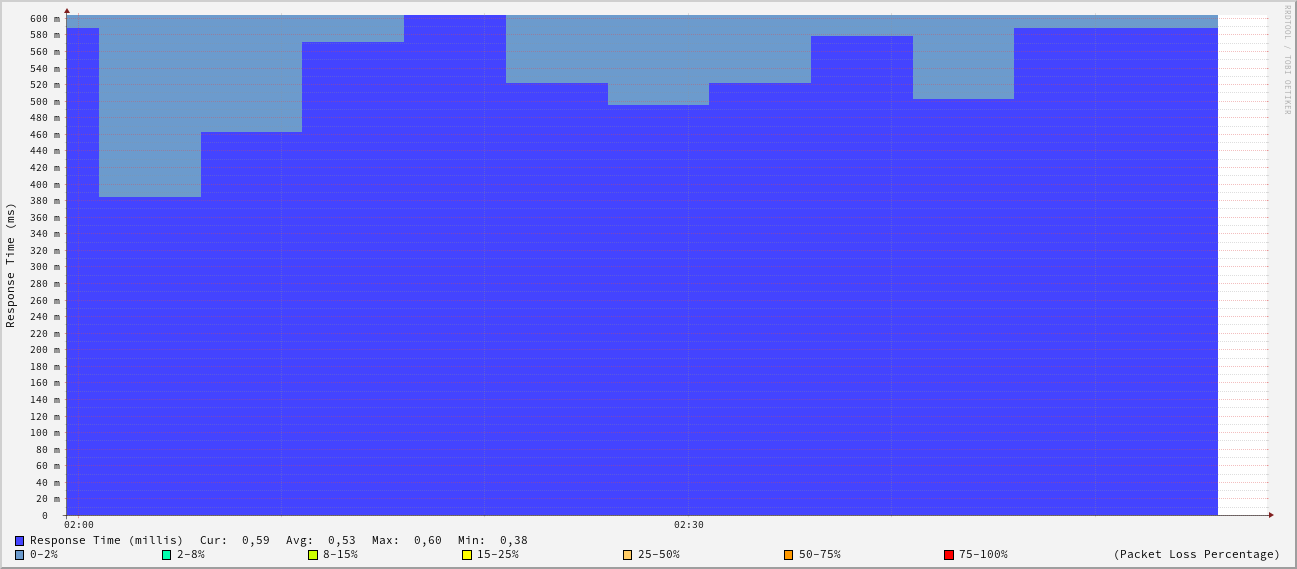 RRDTOOL / TOBI OETIKER
Response Time (ms)
600 m
580 m
560 m
540 m
520 m
500 m
480 m
460 m
440 m
420 m
400 m
380 m
360 m
340 m
320 m
300 m
280 m
260 m
240 m
220 m
200 m
180 m
160 m
140 m
120 m
100 m
80 m
60 m
40 m
20 m
0
02:00 02:30
Response Time (millis) Cur: 0,59 Avg: 0,53 Max: 0,60 Min: 0,38
0-2% 2-8% 8-15% 15-25% 25-50% 50-75% 75-100% (Packet Loss Percentage)